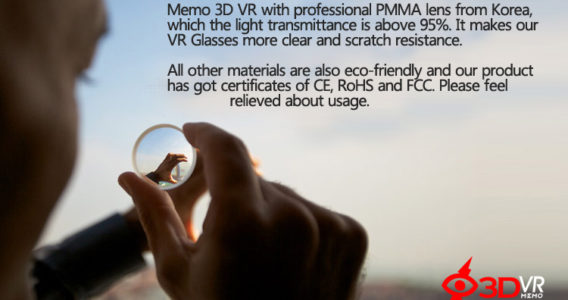 Memo 3D VR with professional PMMA lens from Korea,
which the light transmittance is above 95%. It makes our
VR Glasses more clear and scratch resistance.
All other materials are also eco-friendly and our product
has got certificates of CE, RoHS and FCC. Please feel
relieved about usage.
3DVR
MEMO